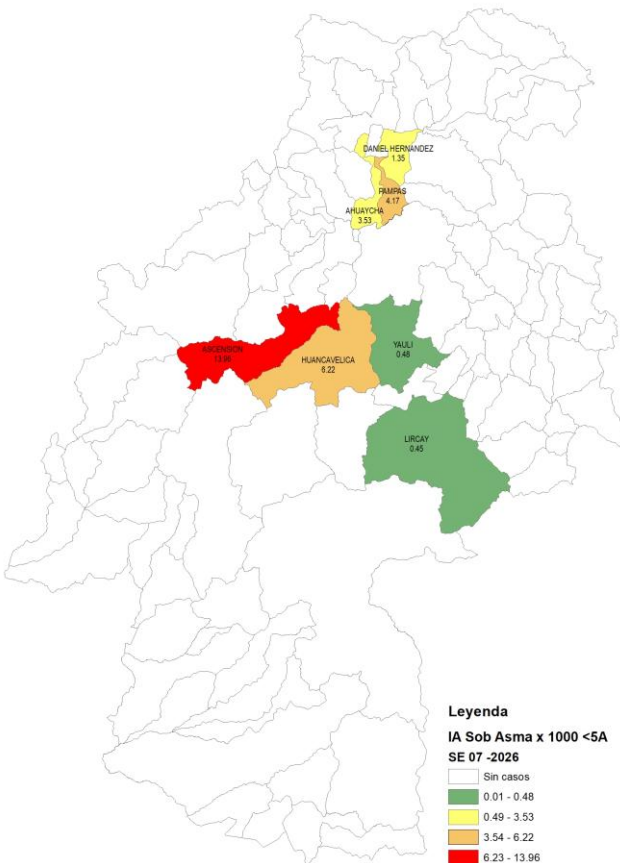 DANIEL HERNANDEZ
1.35
PAMPAS
4.17
AHUAYCHA
3.53
ASCENSION
13.96
HUANCAVELICA
6.22
YAULI
0.48
LIRCAY
0.45
Leyenda
IA Sob Asma x 1000 <5A
SE 07 -2026
Sin casos
0.01 - 0.48
0.49 - 3.53
3.54 - 6.22
6.23 - 13.96